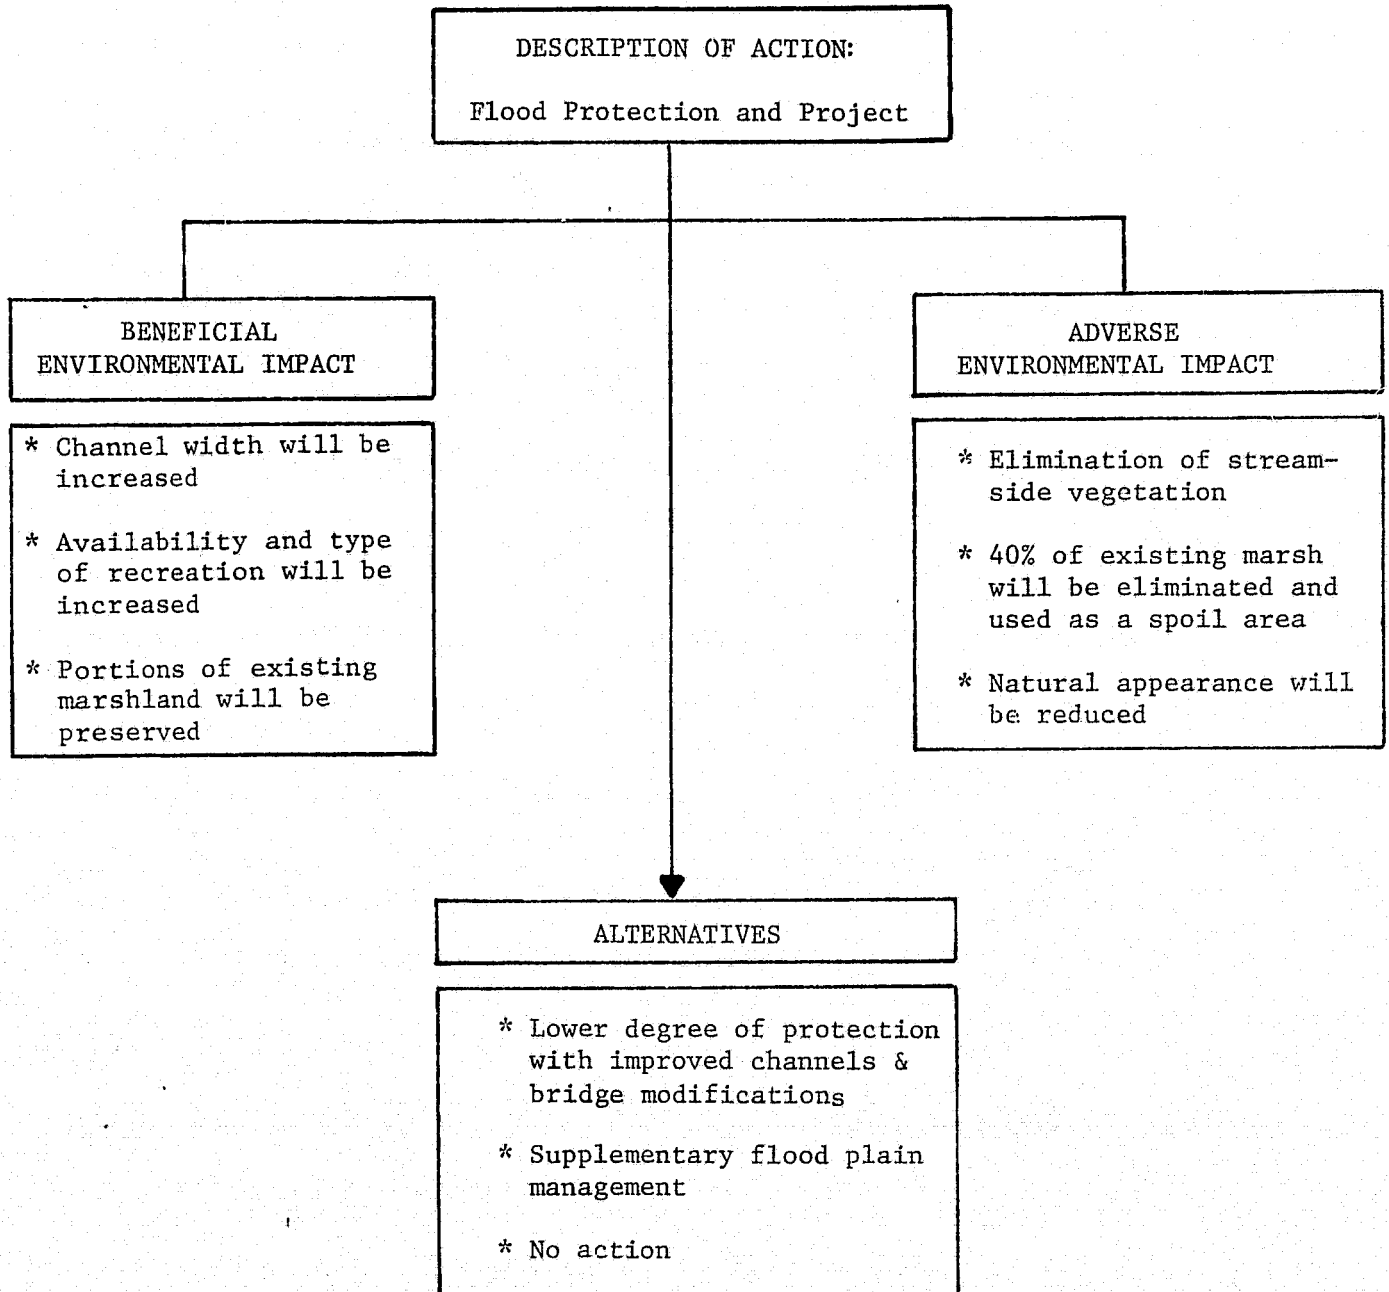 DESCRIPTION OF ACTION:
Flood Protection and Project
BENEFICIAL
ENVIRONMENTAL IMPACT
* Channel width will be
increased
* Availability and type
of recreation will be
increased
* Portions of existing
marshland will be
preserved
ADVERSE
ENVIRONMENTAL IMPACT
* Elimination of stream-
side vegetation
* 40% of existing marsh
will be eliminated and
used as a spoil area
* Natural appearance will
be reduced
ALTERNATIVES
* Lower degree of protection
with improved channels &
bridge modifications
* Supplementary flood plain
management
* No action